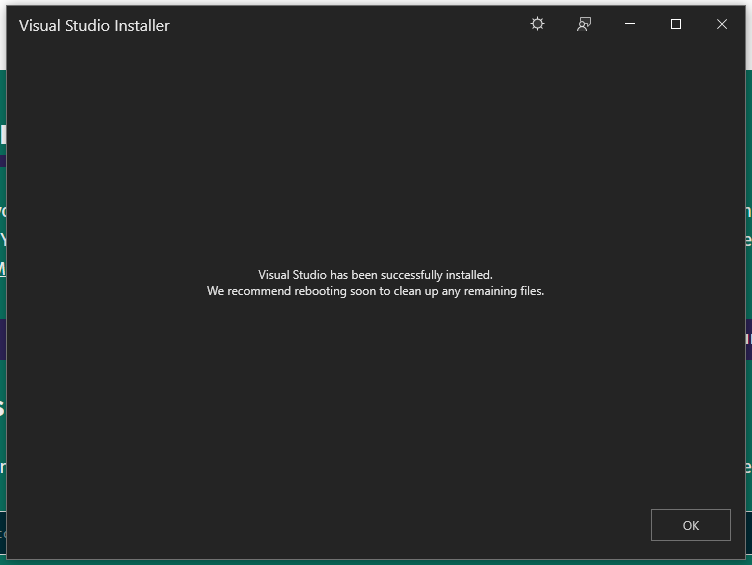 Visual Studio Installer
Visual Studio has been successfully installed.
We recommend rebooting soon to clean up any remaining files.
OK